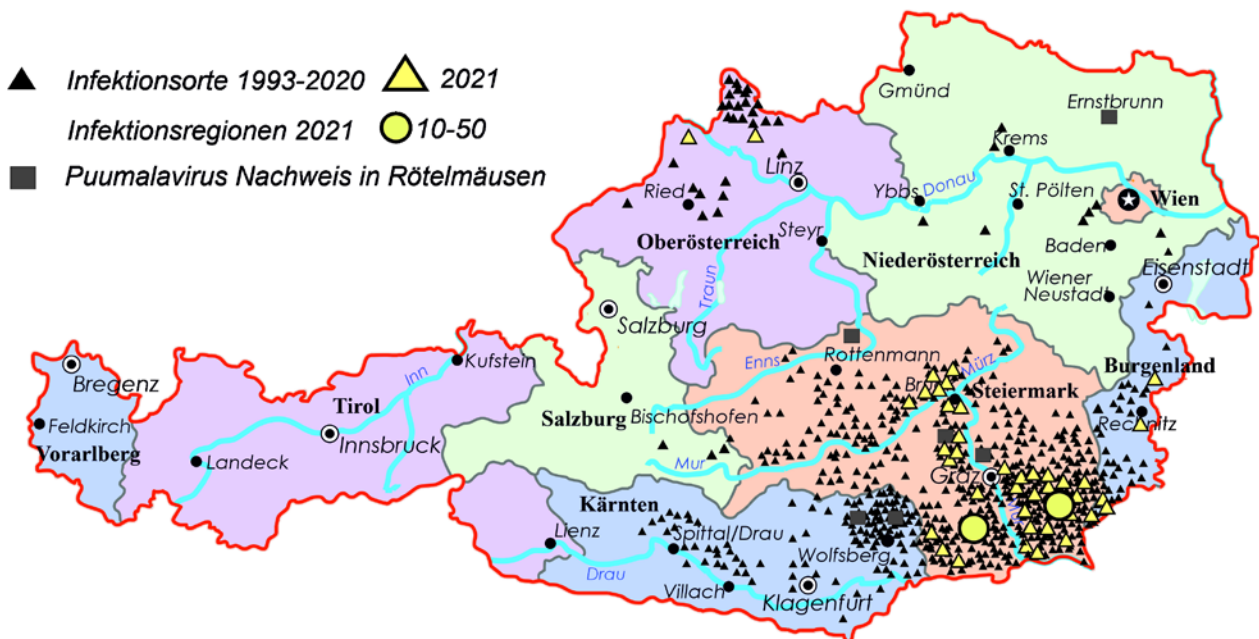 Infektionsorte 1993-2020 2021
Infektionsregionen 2021 10-50
Puumalavirus Nachweis in Rötelmäusen
Gmünd
Ernstbrunn
Krems
Linz
Ried
Ybbs
Donau
St. Pölten
Wien
Steyr
Oberösterreich
Niederösterreich
Baden
Eisenstadt
Wiener
Neustadt
Traun
Salzburg
Enns
Rottenmann
Mürz
Kufstein
Bregenz
Inn
Tirol
Burgenland
Salzburg
Bischofshofen
Steiermark
Feldkirch
Vorarlberg
Innsbruck
Rechnitz
Landeck
Mur
Graz
Kärnten
Lienz
Spittal/Drau
Wolfsberg
Drau
Villach
Klagenfurt